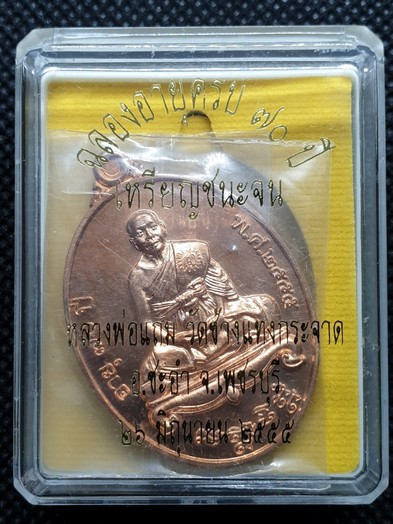 ฉลองอายุครบ ๗๐ ปี
เหรียญชนะจน
พ.ศ.๒๕๕๕
หลวงพ่อแถม วัดช้างแทงกระจาด
อ.ชะอำ จ.เพชรบุรี
๒๖ มิถุนายน ๒๕๕๕